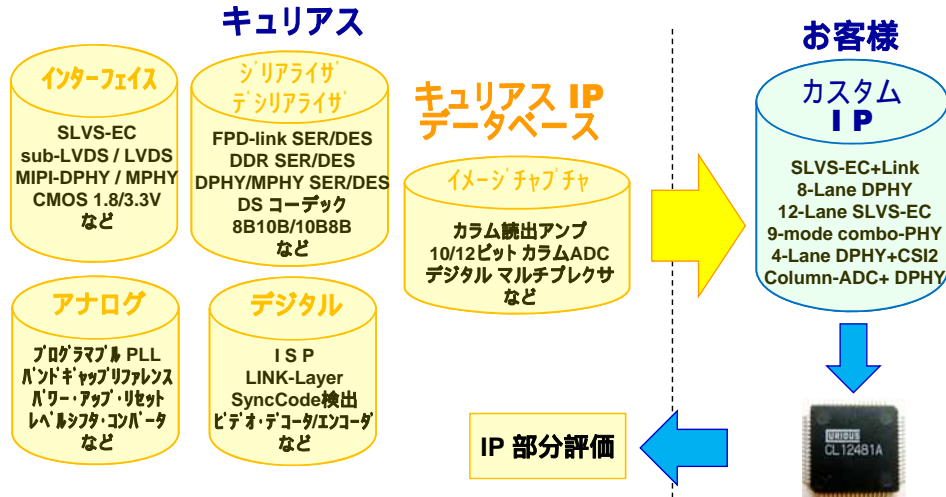 キュリアス
お客様
インターフェイス
SLVS-EC
sub-LVDS / LVDS
MIPI-DPHY / MPHY
CMOS 1.8/3.3V
など
シリアライザ
デシリアライザ
FPD-link SER/DES
DDR SER/DES
DPHY/MPHY SER/DES
DS コーデック
8B10B/10B8B
など
キュリアス IP
データベース
イメージチャプチャ
カラム読出アンプ
10/12ビット カラムADC
デジタル マルチプレクサ
など
カスタム
I P
SLVS-EC+Link
8-Lane DPHY
12-Lane SLVS-EC
9-mode combo-PHY
4-Lane DPHY+CSI2
Column-ADC+ DPHY
アナログ
プログラマブル PLL
バンドギャップリファレンス
パワー・アップ・リセット
レベルシフタ・コンパータ
など
デジタル
I S P
LINK-Layer
SyncCode検出
ビデオ・デコータ/エンコーダ
など
IP 部分評価
URIOUS
CL12481A